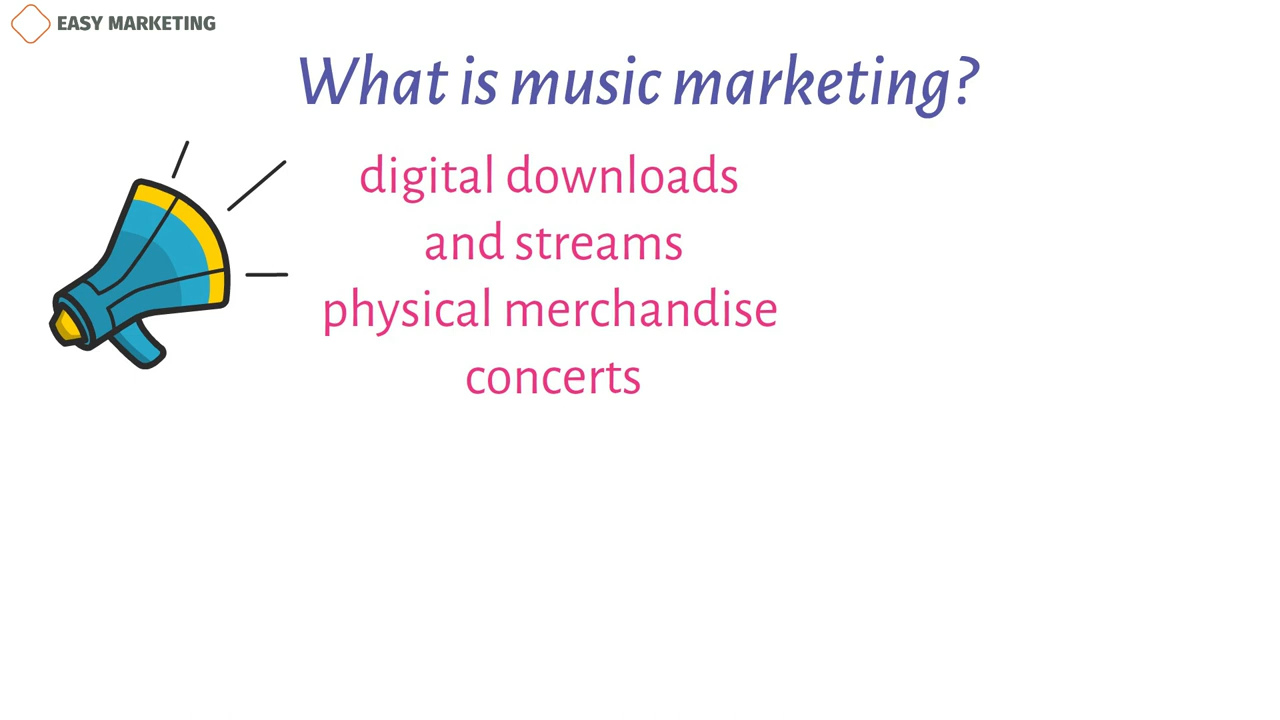 EASY MARKETING
What is music marketing?
digital downloads
and streams
physical merchandise
concerts